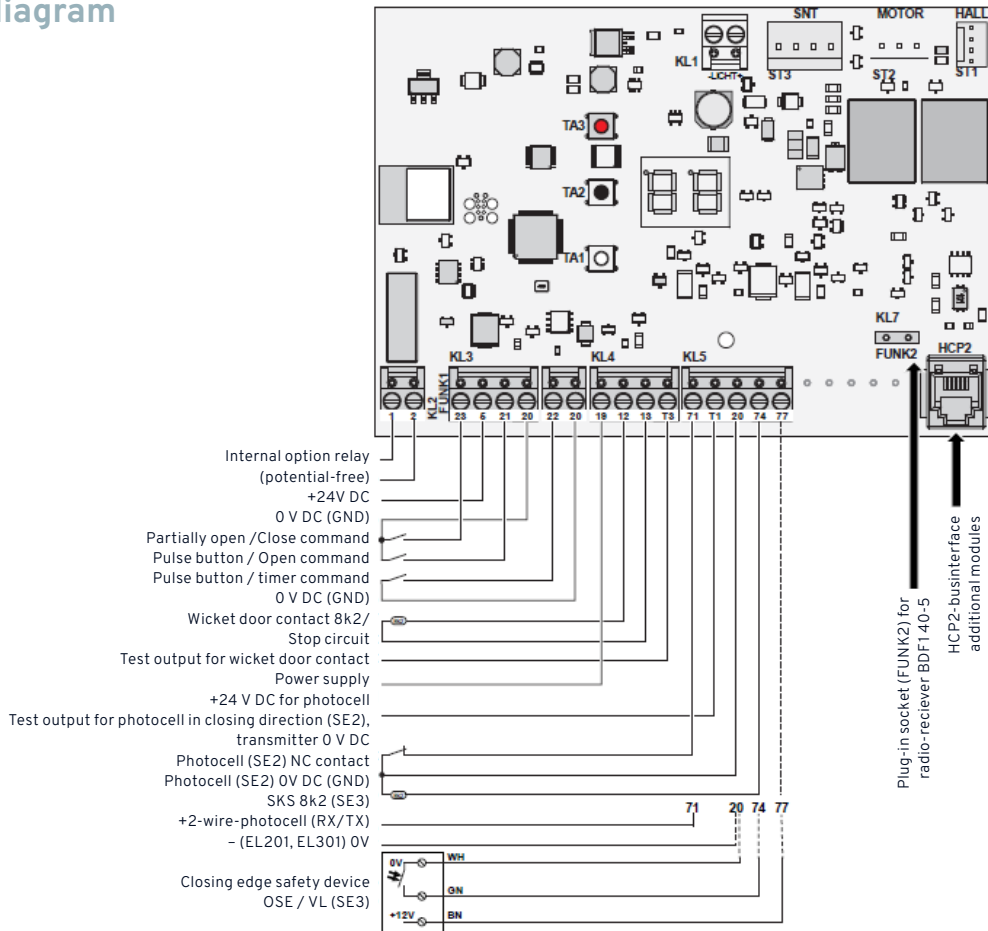 diagram
SNT
MOTOR
HALL
KL1
-LICHT+
ST3
ST2
ST1
TA3
TA2
TA1
KL7
FUNK2
HCP2
KL3
KL4
KL5
KL2
FUNK1
1 2 23 5 21 20 22 20 19 12 13 T3 71 T1 20 74 77
Internal option relay
(potential-free)
+24V DC
0 V DC (GND)
Partially open /Close command
Pulse button / Open command
Pulse button / timer command
0 V DC (GND)
Wicket door contact 8k2/
Stop circuit
Test output for wicket door contact
Power supply
+24 V DC for photocell
Test output for photocell in closing direction (SE2),
transmitter 0 V DC
Photocell (SE2) NC contact
Photocell (SE2) 0V DC (GND)
SKS 8k2 (SE3)
+2-wire-photocell (RX/TX)
– (EL201, EL301) 0V
71 20 74 77
Closing edge safety device
OSE / VL (SE3)
0V WH
GN
+12V BN
Plug-in socket (FUNK2) for
radio-reciever BDF140-5
HCP2-businterface
additional modules